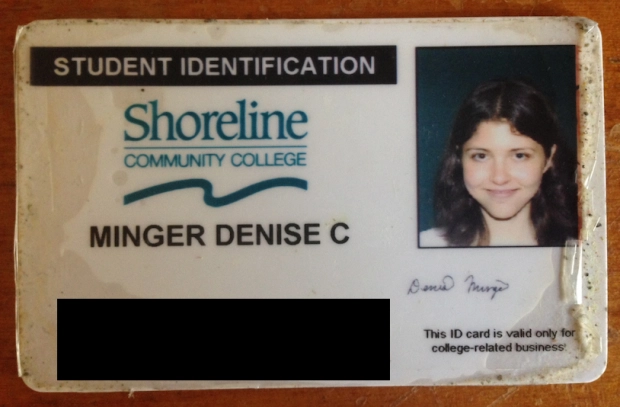 STUDENT IDENTIFICATION
Shoreline
COMMUNITY COLLEGE
MINGER DENISE C
Denise Minger
This ID card is valid only for
college-related business!